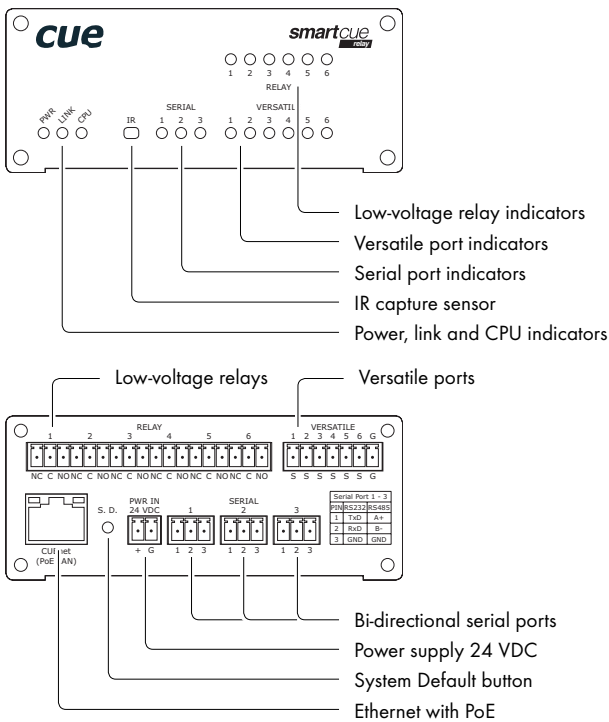 cue
smartcue
relay
1 2 3 4 5 6
RELAY
PWR LINK CPU
IR
SERIAL
1 2 3
VERSATIL
1 2 3 4 5 6
Low-voltage relay indicators
Versatile port indicators
Serial port indicators
IR capture sensor
Power, link and CPU indicators
Low-voltage relays
Versatile ports
RELAY
1 2 3 4 5 6
NC C NO NC C NO NC C NO NC C NO NC C NO NC C NO
VERSATILE
1 2 3 4 5 6 G
S S S S S S G
CUEnet
(PoE LAN)
S. D.
PWR IN
24 VDC
+ G
SERIAL
1 2 3
1 2 3 1 2 3 1 2 3
Serial Port 1 - 3
PIN RS232 RS485
1 TxD A+
2 RxD B-
3 GND GND
Bi-directional serial ports
Power supply 24 VDC
System Default button
Ethernet with PoE